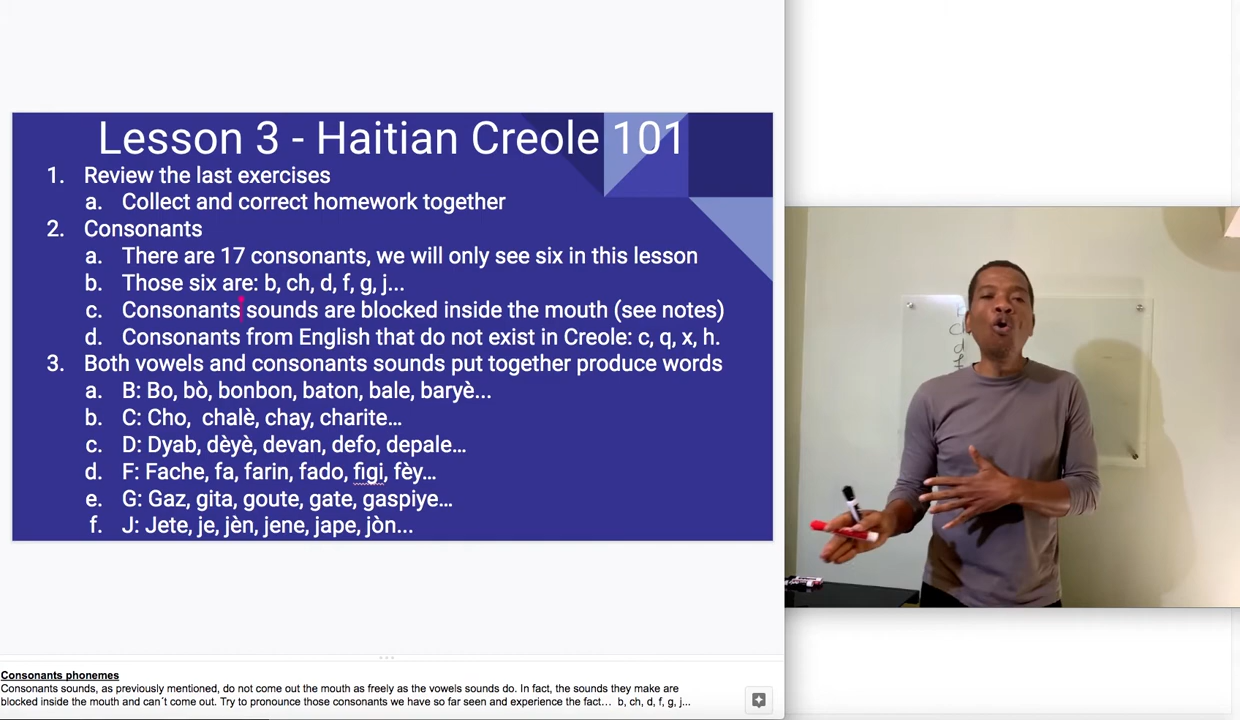 Lesson 3 - Haitian Creole 101
1. Review the last exercises
a. Collect and correct homework together
2. Consonants
a. There are 17 consonants, we will only see six in this lesson
b. Those six are: b, ch, d, f, g, j...
c. Consonants sounds are blocked inside the mouth (see notes)
d. Consonants from English that do not exist in Creole: c, q, x, h.
3. Both vowels and consonants sounds put together produce words
a. B: Bo, bò, bonbon, baton, bale, baryè...
b. C: Cho, chalè, chay, charite...
c. D: Dyab, dèyè, devan, defo, depale...
d. F: Fache, fa, farin, fado, figi, fèy...
e. G: Gaz, gita, goute, gate, gaspiye...
f. J: Jete, je, jèn, jene, jape, jòn...
d
Consonants phonemes
Consonants sounds, as previously mentioned, do not come out the mouth as freely as the vowels sounds do. In fact, the sounds they make are
blocked inside the mouth and can´t come out. Try to pronounce those consonants we have so far seen and experience the fact... b, ch, d, f, g, j...